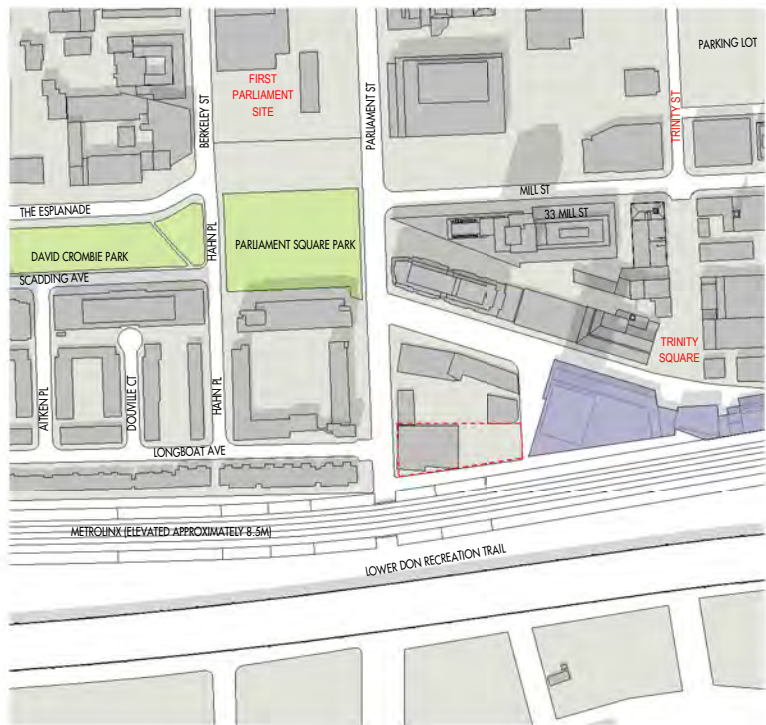 PARKING LOT
FIRST
PARLIAMENT
SITE
BERKELEY ST
PARLIAMENT ST
TRINITY ST
MILL ST
THE ESPLANADE
33 MILL ST
HAHN PL
PARLIAMENT SQUARE PARK
DAVID CROMBIE PARK
SCADDING AVE
TRINITY
SQUARE
AITKEN PL
DOUVILLE CT
HAHN PL
LONGBOAT AVE
METROLINX (ELEVATED APPROXIMATELY 8.5M)
LOWER DON RECREATION TRAIL